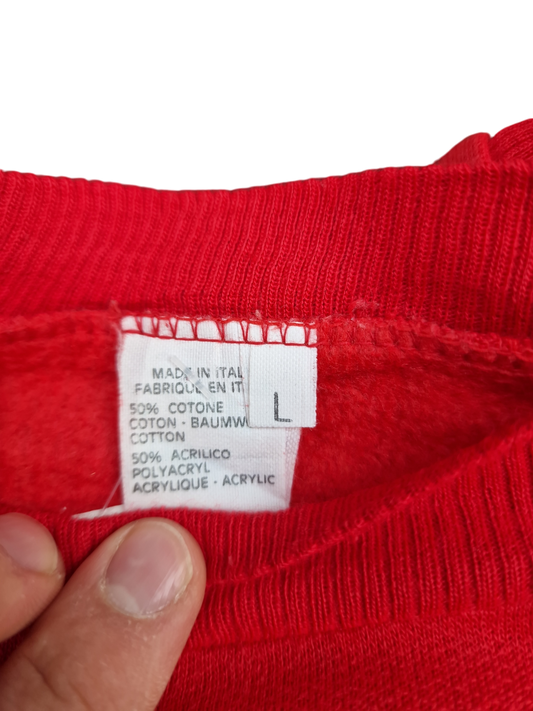 MADE IN ITAL
FABRIQUE EN IT
50% COTONE
COTON - BAUMW
COTTON
50% ACRILICO
POLYACRYL
ACRYLIQUE - ACRYLIC
L